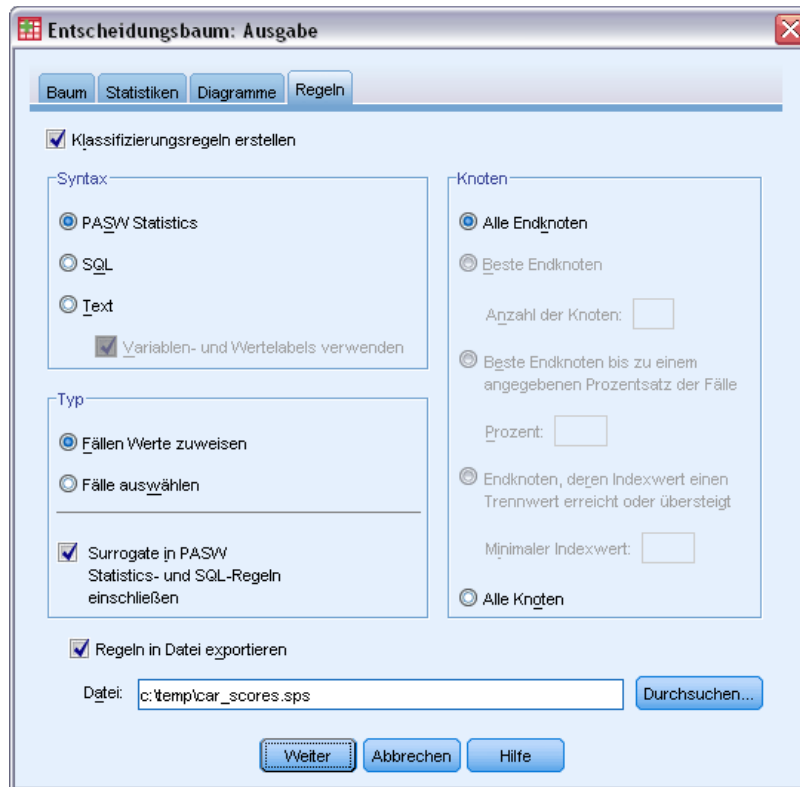 Entscheidungsbaum: Ausgabe
Baum Statistiken Diagramme Regeln
Klassifizierungsregeln erstellen
Syntax
PASW Statistics
SQL
Text
Variablen- und Wertelabels verwenden
Typ
Fällen Werte zuweisen
Fälle auswählen
Surrogate in PASW
Statistics- und SQL-Regeln
einschließen
Knoten
Alle Endknoten
Beste Endknoten
Anzahl der Knoten:
Beste Endknoten bis zu einem
angegebenen Prozentsatz der Fälle
Prozent:
Endknoten, deren Indexwert einen
Trennwert erreicht oder übersteigt
Minimaler Indexwert:
Alle Knoten
Regeln in Datei exportieren
Datei: c:\temp\car_scores.sps Durchsuchen...
Weiter Abbrechen Hilfe